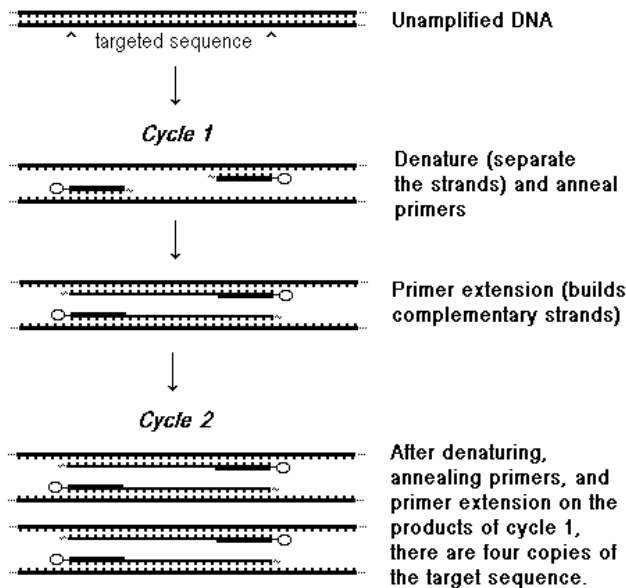 Unamplified DNA
^ targeted sequence ^
Cycle 1
Denature (separate
the strands) and anneal
primers
Primer extension (builds
complementary strands)
Cycle 2
After denaturing,
annealing primers, and
primer extension on the
products of cycle 1,
there are four copies of
the target sequence.